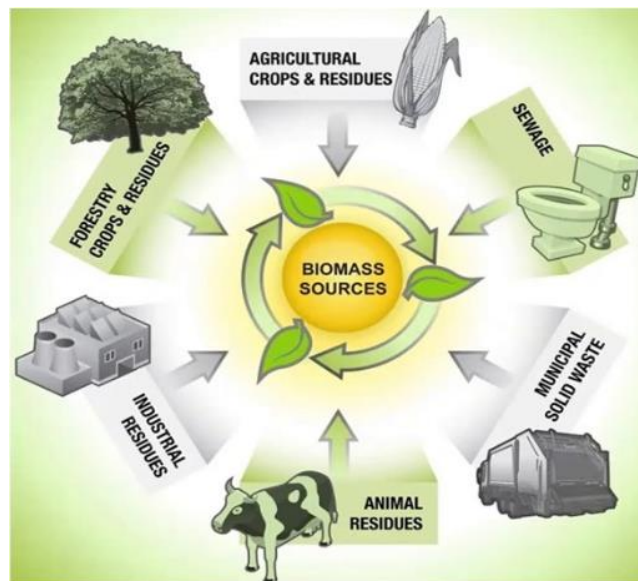 AGRICULTURAL
CROPS & RESIDUES
SEWAGE
FORESTRY
CROPS & RESIDUES
BIOMASS
SOURCES
MUNICIPAL
SOLID WASTE
INDUSTRIAL
RESIDUES
ANIMAL
RESIDUES